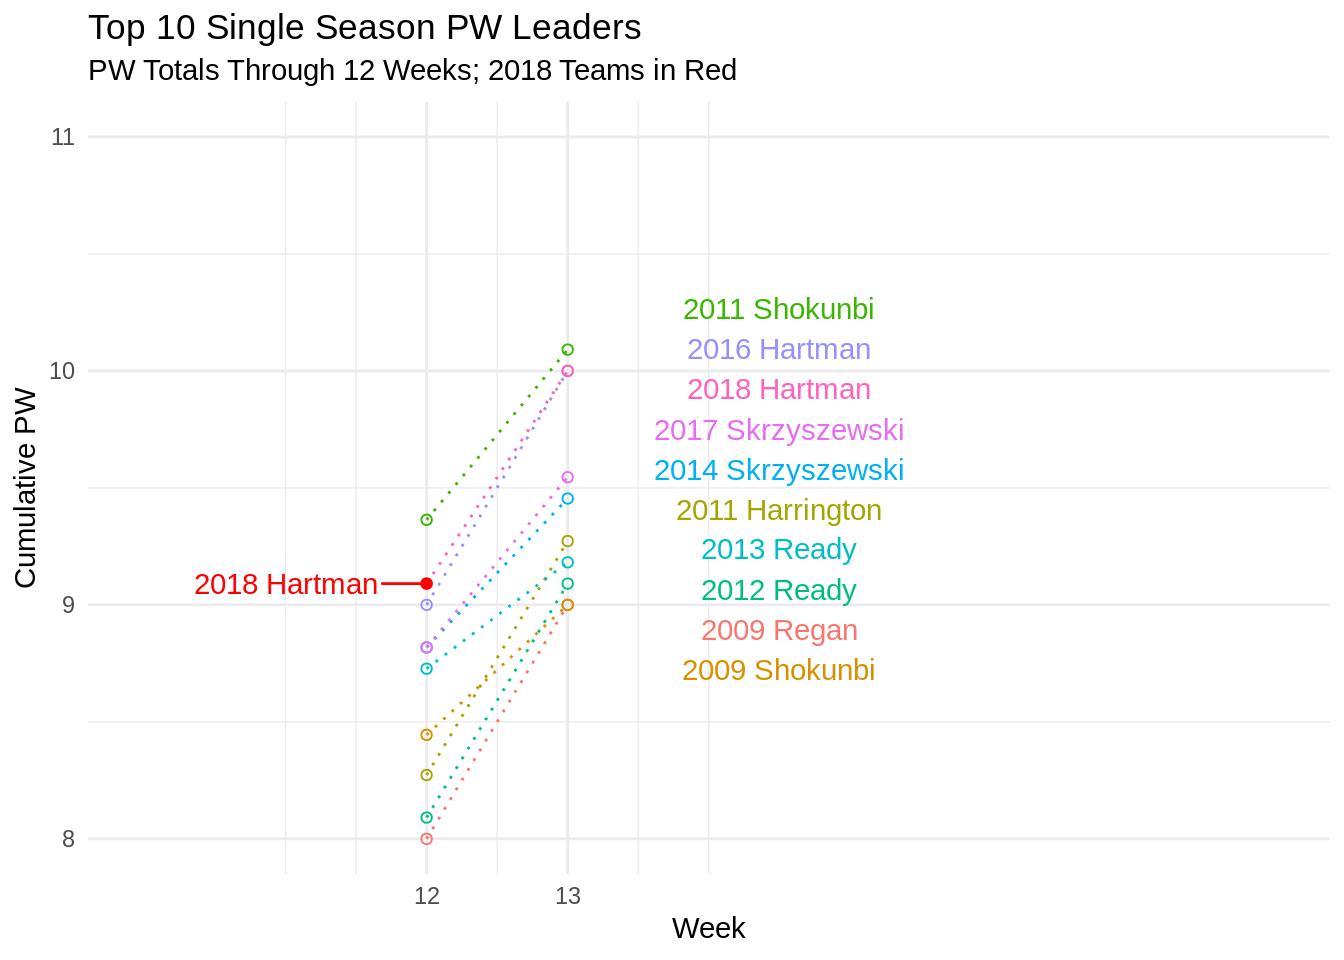 Top 10 Single Season PW Leaders
PW Totals Through 12 Weeks; 2018 Teams in Red
11
10
9
8
Cumulative PW
2018 Hartman
2011 Shokunbi
2016 Hartman
2018 Hartman
2017 Skrzyszewski
2014 Skrzyszewski
2011 Harrington
2013 Ready
2012 Ready
2009 Regan
2009 Shokunbi
12
13
Week